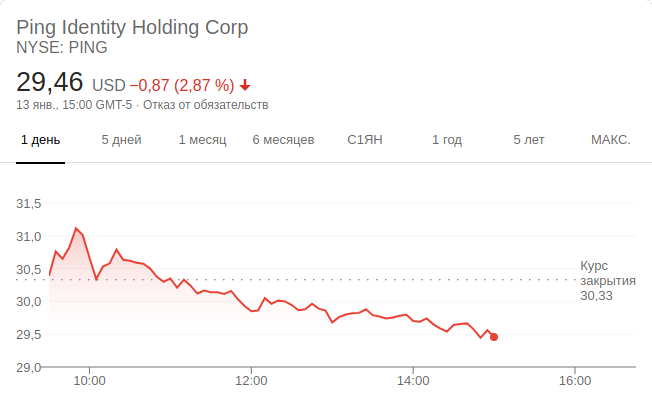 Ping Identity Holding Corp
NYSE: PING
29,46 USD −0,87 (2,87 %)
13 янв., 15:00 GMT-5 · Отказ от обязательств
1 день 5 дней 1 месяц 6 месяцев С1ЯН 1 год 5 лет МАКС.
31,5
31,0
30,5
30,0
29,5
29,0
Курс
закрытия
30,33
10:00 12:00 14:00 16:00